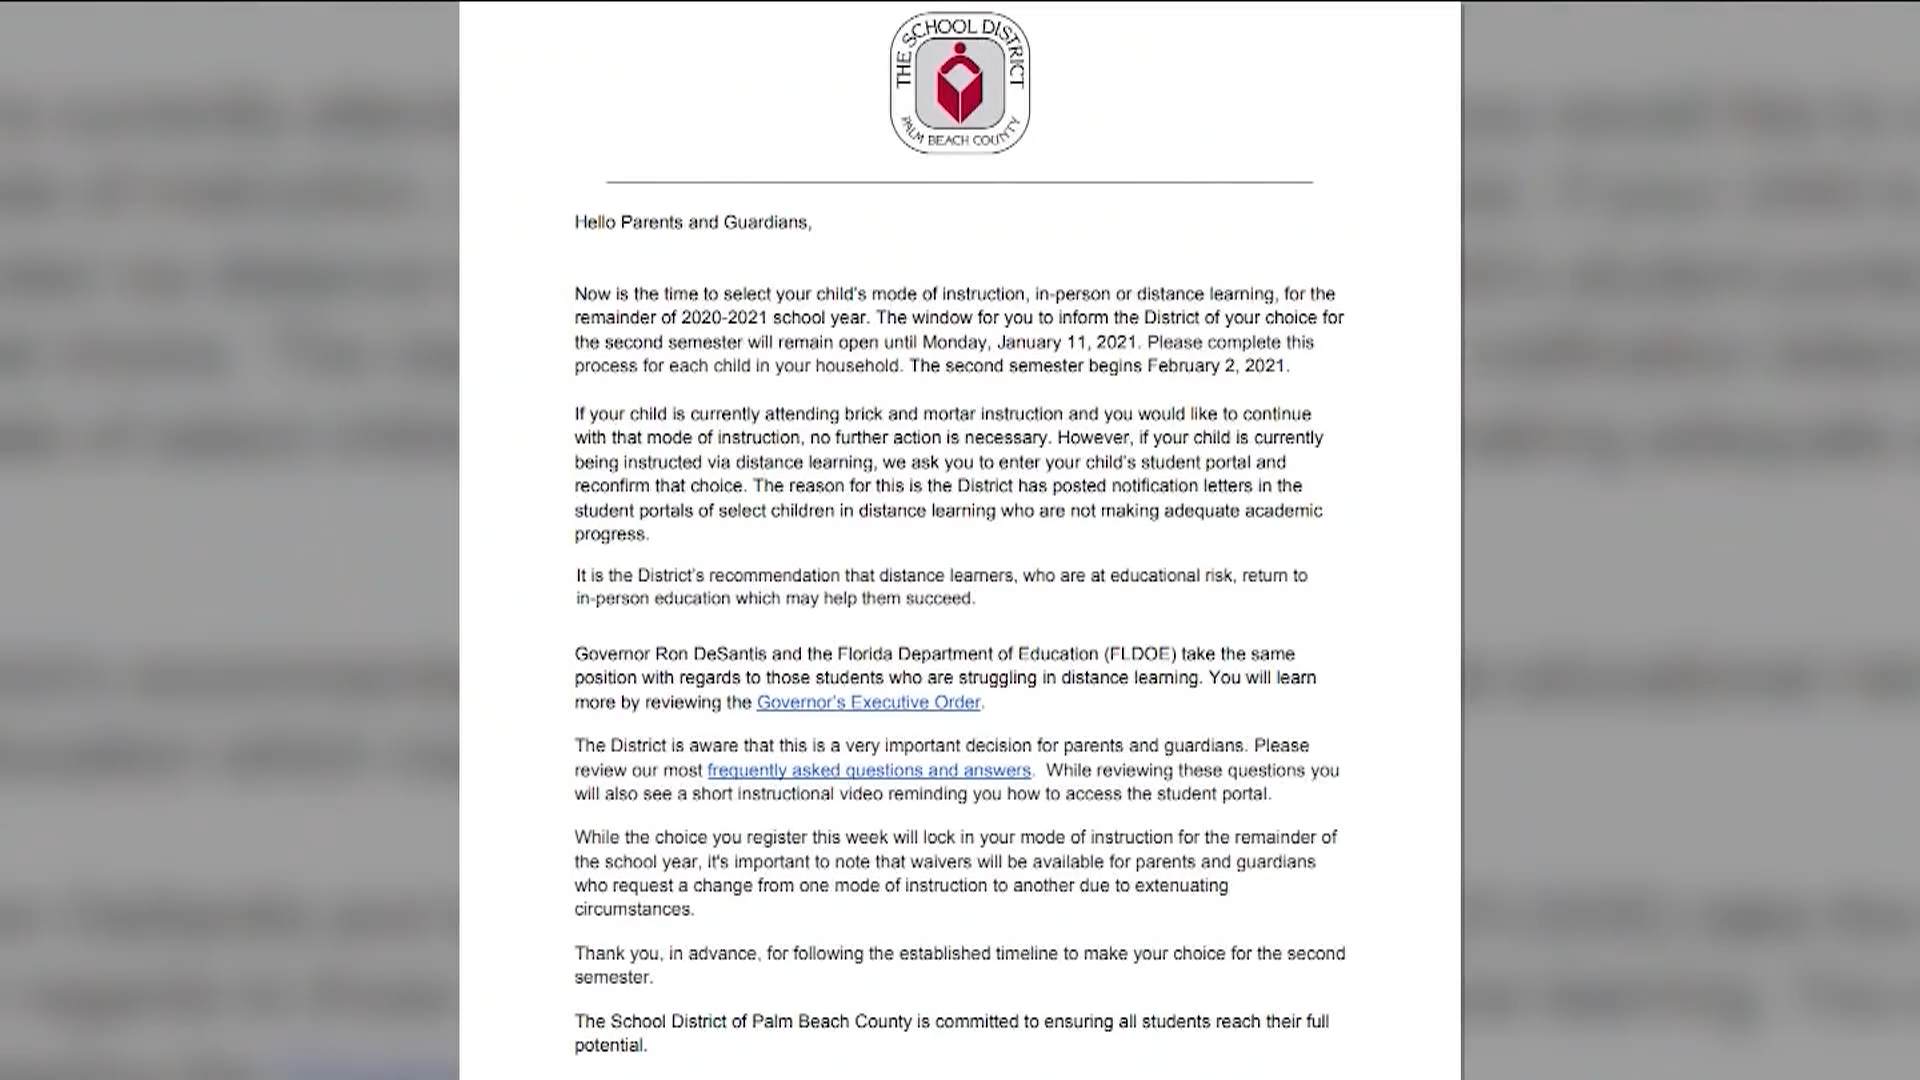 THE SCHOOL DISTRICT
PALM BEACH COUNTY
Hello Parents and Guardians,
Now is the time to select your child's mode of instruction, in-person or distance learning, for the
remainder of 2020-2021 school year. The window for you to inform the District of your choice for
the second semester will remain open until Monday, January 11, 2021. Please complete this
process for each child in your household. The second semester begins February 2, 2021.
If your child is currently attending brick and mortar instruction and you would like to continue
with that mode of instruction, no further action is necessary. However, if your child is currently
being instructed via distance learning, we ask you to enter your child's student portal and
reconfirm that choice. The reason for this is the District has posted notification letters in the
student portals of select children in distance learning who are not making adequate academic
progress.
It is the District's recommendation that distance learners, who are at educational risk, return to
in-person education which may help them succeed.
Governor Ron DeSantis and the Florida Department of Education (FLDOE) take the same
position with regards to those students who are struggling in distance learning. You will learn
more by reviewing the Governor's Executive Order.
The District is aware that this is a very important decision for parents and guardians. Please
review our most frequently asked questions and answers. While reviewing these questions you
will also see a short instructional video reminding you how to access the student portal.
While the choice you register this week will lock in your mode of instruction for the remainder of
the school year, it's important to note that waivers will be available for parents and guardians
who request a change from one mode of instruction to another due to extenuating
circumstances.
Thank you, in advance, for following the established timeline to make your choice for the second
semester.
The School District of Palm Beach County is committed to ensuring all students reach their full
potential.